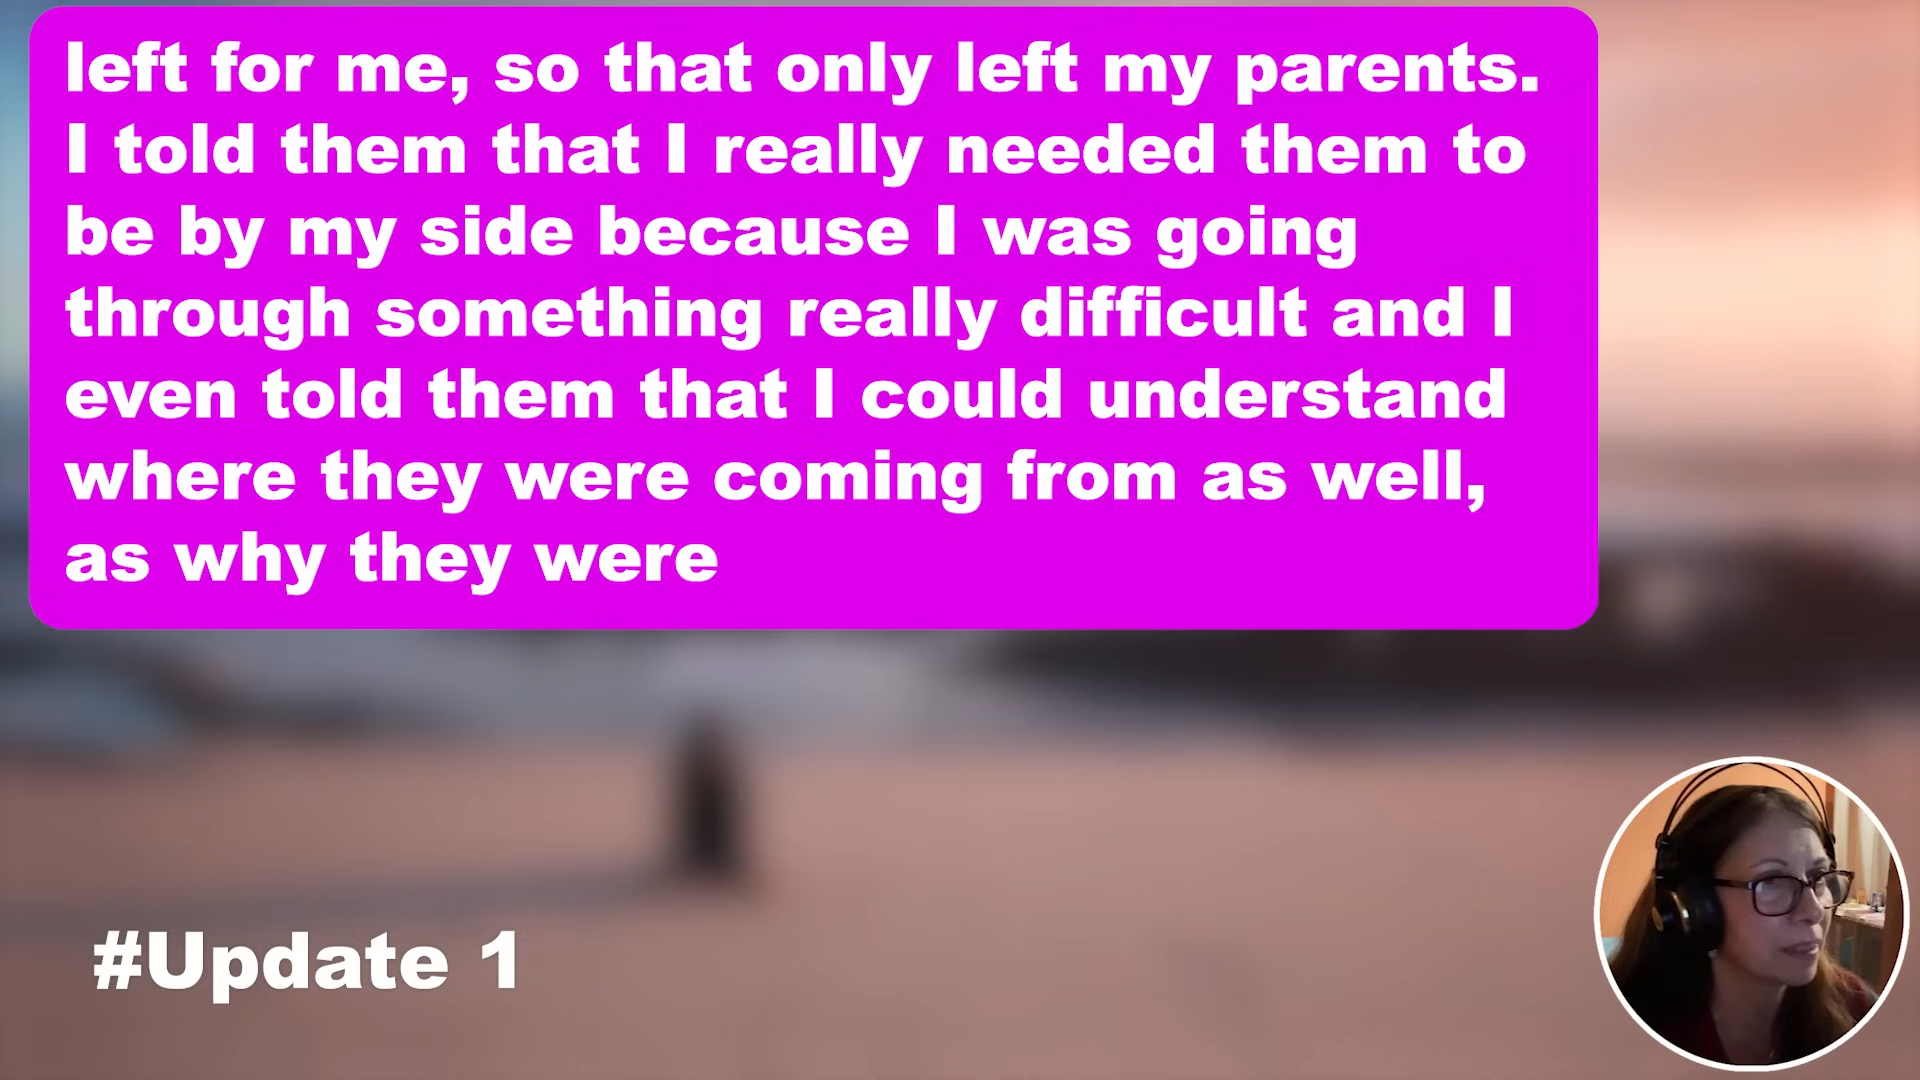 left for me, so that only left my parents.
I told them that I really needed them to
be by my side because I was going
through something really difficult and I
even told them that I could understand
where they were coming from as well,
as why they were
#Update 1